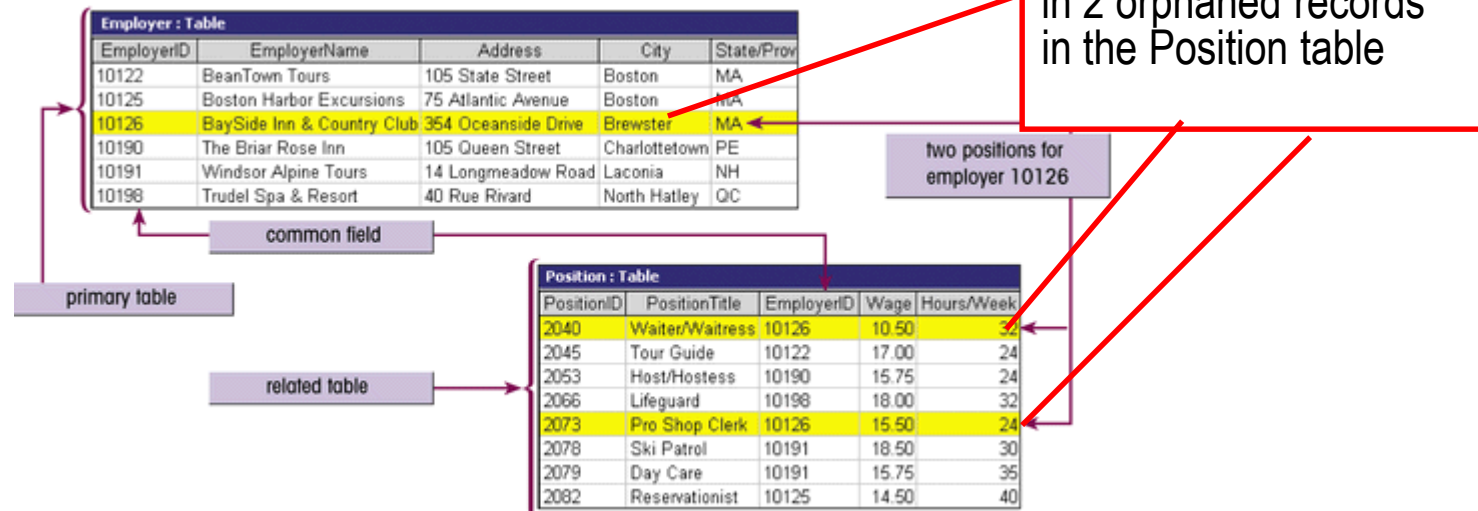 in 2 orphaned records
in the Position table
Employer : Table
EmployerID EmployerName Address City State/Prov
10122 BeanTown Tours 105 State Street Boston MA
10125 Boston Harbor Excursions 75 Atlantic Avenue Boston MA
10126 BaySide Inn & Country Club 354 Oceanside Drive Brewster MA
10190 The Briar Rose Inn 105 Queen Street Charlottetown PE
10191 Windsor Alpine Tours 14 Longmeadow Road Laconia NH
10198 Trudel Spa & Resort 40 Rue Rivard North Hatley QC
two positions for
employer 10126
common field
primary table
Position : Table
PositionID PositionTitle EmployerID Wage Hours/Week
2040 Waiter/Waitress 10126 10.50 32
2045 Tour Guide 10122 17.00 24
2053 Host/Hostess 10190 15.75 24
2066 Lifeguard 10198 18.00 32
2073 Pro Shop Clerk 10126 15.50 24
2078 Ski Patrol 10191 18.50 30
2079 Day Care 10191 15.75 35
2082 Reservationist 10125 14.50 40
related table